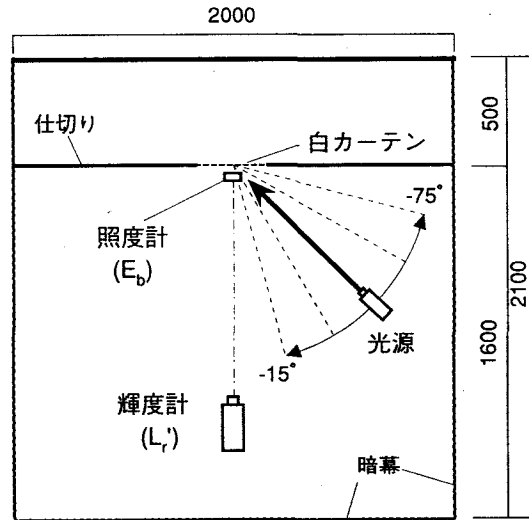 2000
仕切り
白カーテン
500
-75°
照度計
(E_b)
2100
1600
光源
-15°
輝度計
(L_r')
暗幕